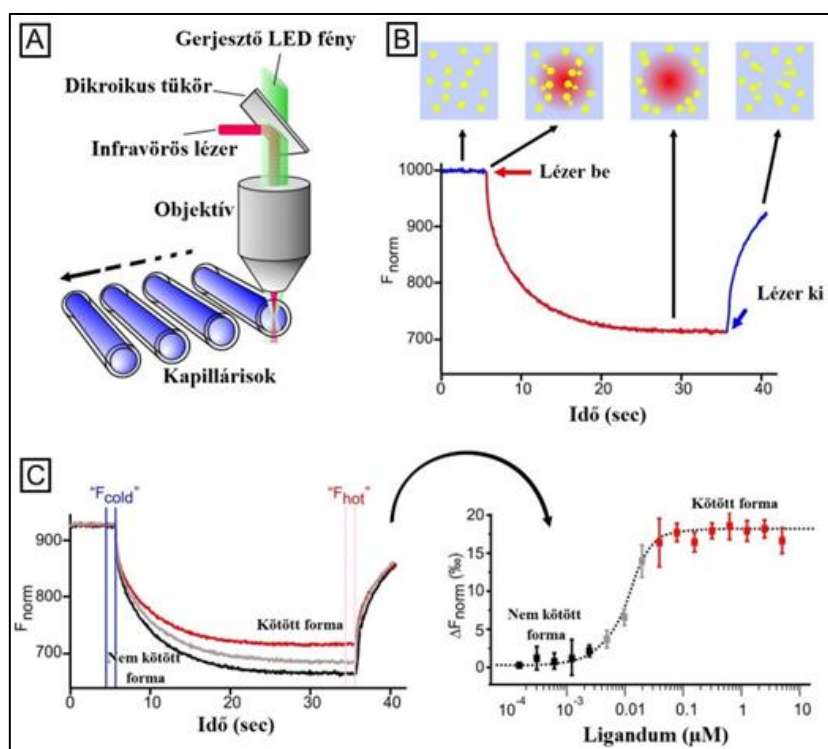 A
Gerjesztő LED fény
Dikroikus tükör
Infravörös lézer
Objektív
Kapillárisok
B
1000
900
800
700
Fnorm
Lézer be
Lézer ki
0
10
20
30
40
Idő (sec)
C
"Fcold"
"Fhot"
900
800
700
Fnorm
Kötött forma
Nem kötött
forma
0
10
20
30
40
Idő (sec)
20
15
10
5
0
ΔFnorm (‰)
Kötött forma
Nem kötött
forma
10⁻⁴
10⁻³
0.01
0.1
1
10
Ligandum (µM)